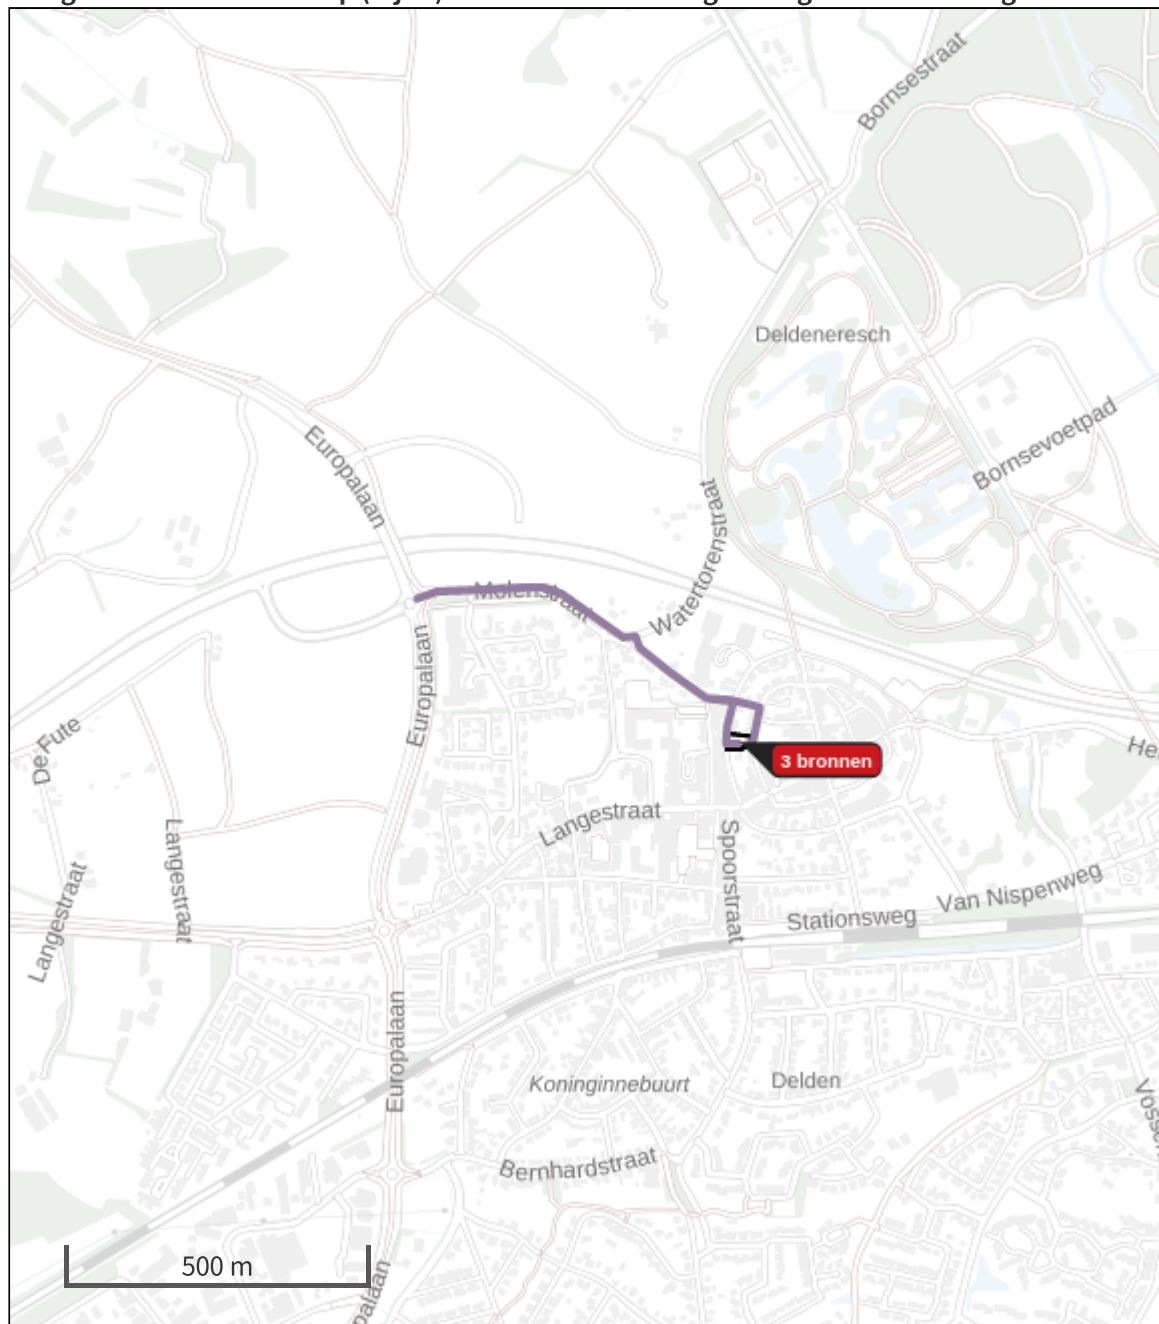 Bornsestraat
Deldeneresch
Bornsevoetpad
Europalaan
Watertorenstraat
Molenstraat
Europalaan
De Fute
3 bronnen
Langestraat
Langestraat
Langestraat
Spoorstraat
Van Nispenweg
Stationsweg
Europalaan
Koninginnebuurt
Delden
Bernhardstraat
500 m